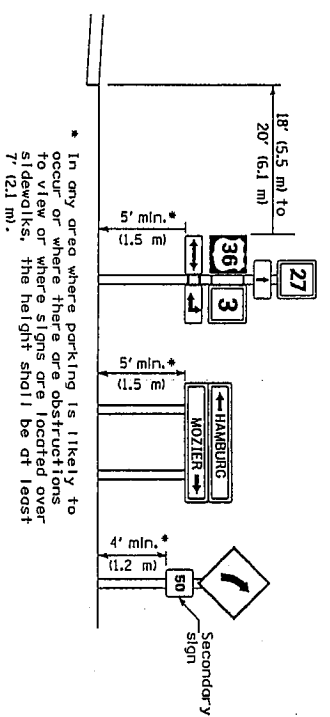 18' (5.5 m) to
20' (6.1 m)
27
36
3
5' min.*
(1.5 m)
← HAMBURG
MOZIER →
5' min.*
(1.5 m)
50
Secondary
sign
4' min.*
(1.2 m)
* In any area where parking is likely to
occur or where there are obstructions
to view or where signs are located over
sidewalks, the height shall be at least
7' (2.1 m).